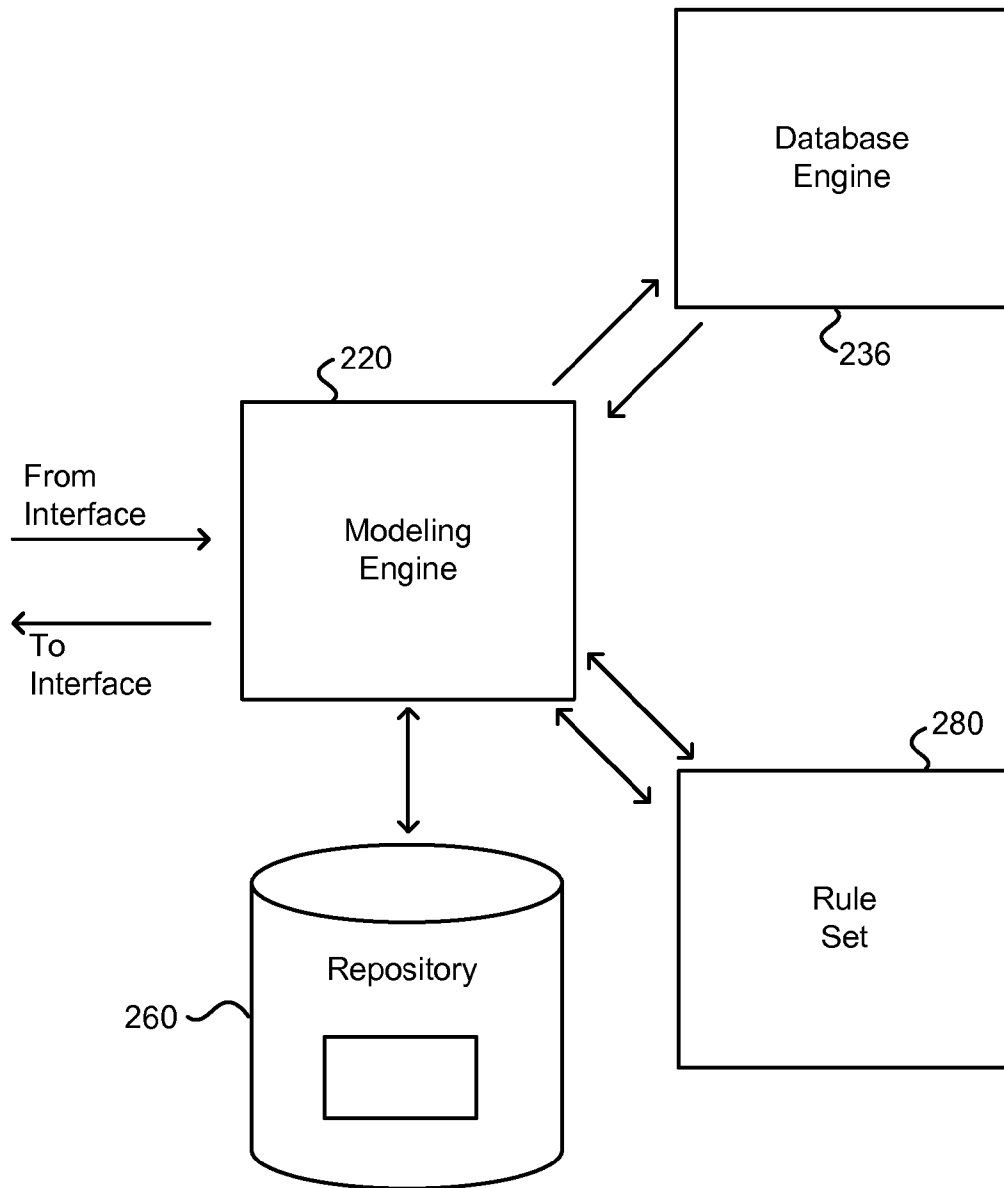 Database
Engine
236
220
From
Interface
Modeling
Engine
To
Interface
280
Rule
Set
Repository
260